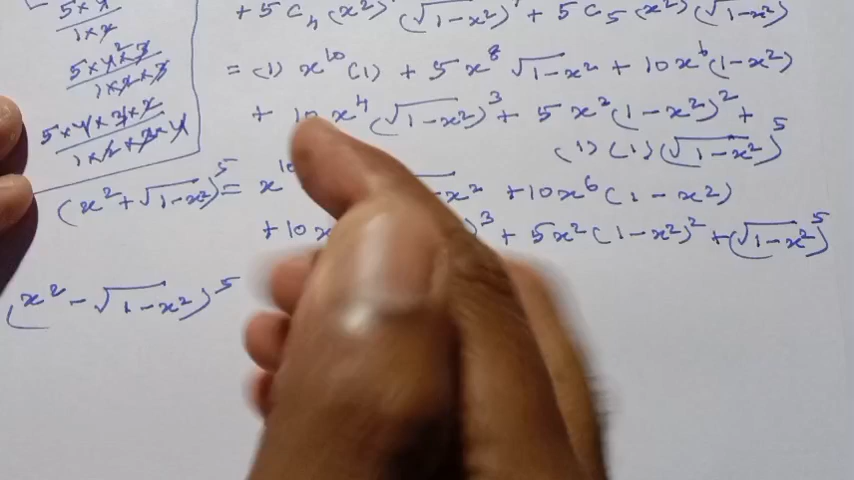 5 × 4
1 × 2
5 × 4² × 3
1 × 2 × 3
5 × 4 × 3 × 2
1 × 2 × 3 × 4
+ 5C₄ (x²)¹ (√1-x²) + 5C₅ (x²) (√1-x²)
= (1) x¹⁰ (1) + 5x⁸ √1-x² + 10x⁶ (1-x²)
+ 10x⁴ (√1-x²)³ + 5x² (1-x²)² +
(1) (1) (√1-x²)⁵
(x² + √1-x²)⁵ = x¹⁰ x² + 10x⁶ (1-x²)
+ 10x )³ + 5x² (1-x²)² + (√1-x²)⁵
(x² - √1-x²)⁵